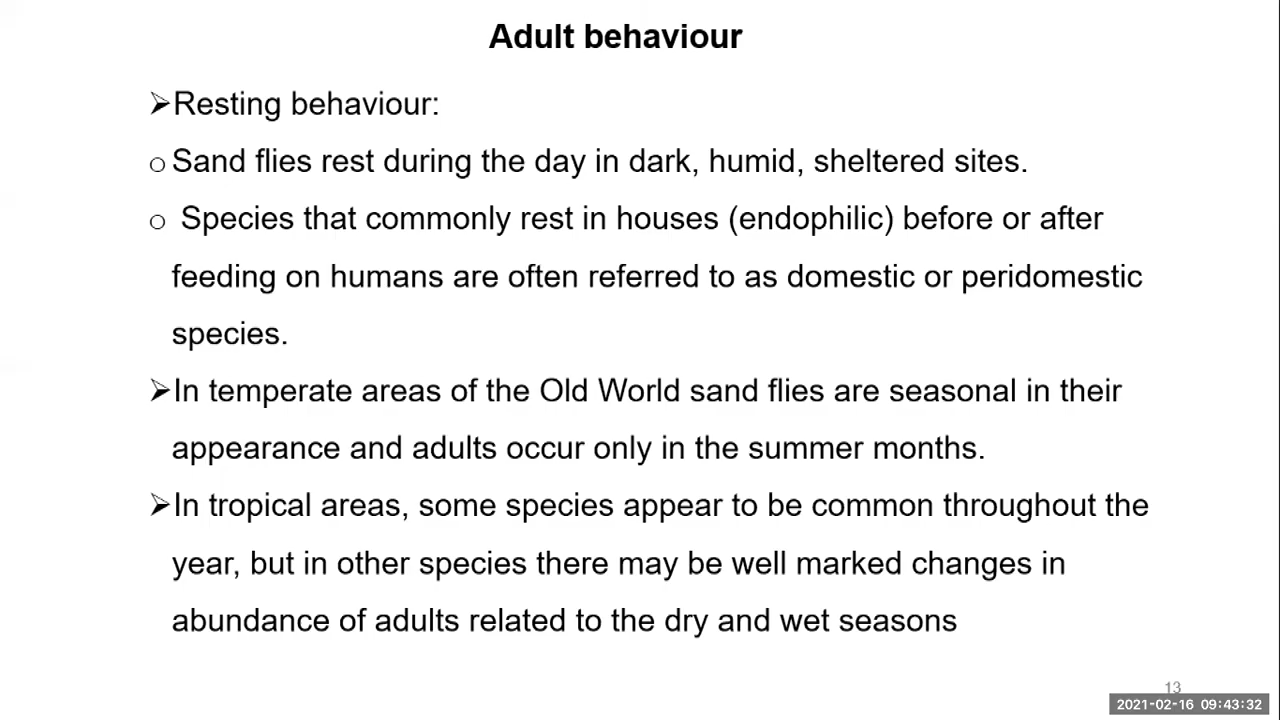 Adult behaviour
➢Resting behaviour:
o Sand flies rest during the day in dark, humid, sheltered sites.
o Species that commonly rest in houses (endophilic) before or after
feeding on humans are often referred to as domestic or peridomestic
species.
➢In temperate areas of the Old World sand flies are seasonal in their
appearance and adults occur only in the summer months.
➢In tropical areas, some species appear to be common throughout the
year, but in other species there may be well marked changes in
abundance of adults related to the dry and wet seasons
13
2021-02-16 09:43:32